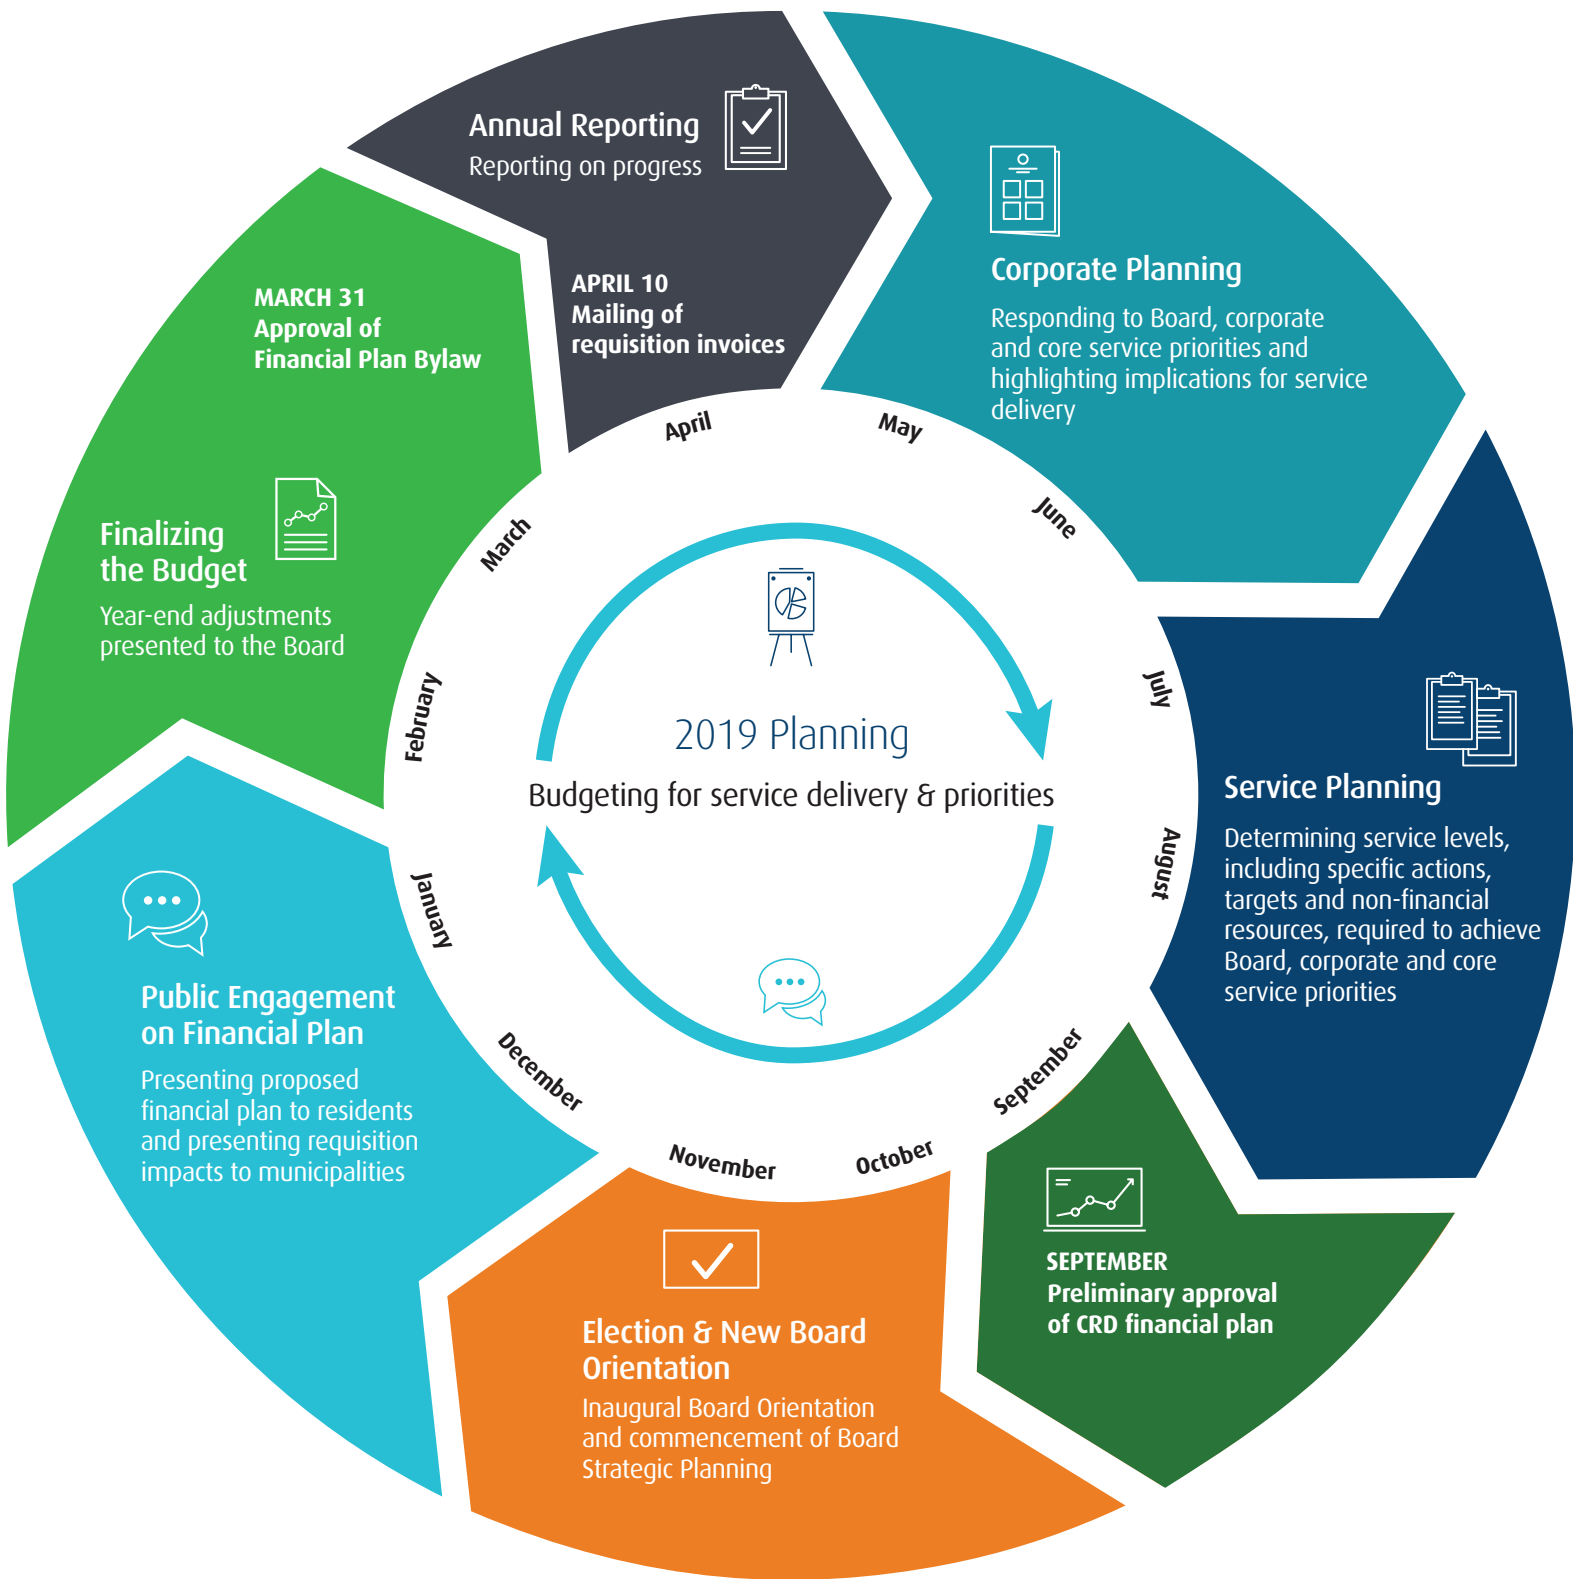 Annual Reporting
Reporting on progress
APRIL 10
Mailing of
requisition invoices
Corporate Planning
Responding to Board, corporate
and core service priorities and
highlighting implications for service
delivery
Service Planning
Determining service levels,
including specific actions,
targets and non-financial
resources, required to achieve
Board, corporate and core
service priorities
SEPTEMBER
Preliminary approval
of CRD financial plan
Election & New Board
Orientation
Inaugural Board Orientation
and commencement of Board
Strategic Planning
Public Engagement
on Financial Plan
Presenting proposed
financial plan to residents
and presenting requisition
impacts to municipalities
MARCH 31
Approval of
Financial Plan Bylaw
Finalizing
the Budget
Year-end adjustments
presented to the Board
April
May
June
July
August
September
October
November
December
January
February
March
2019 Planning
Budgeting for service delivery & priorities